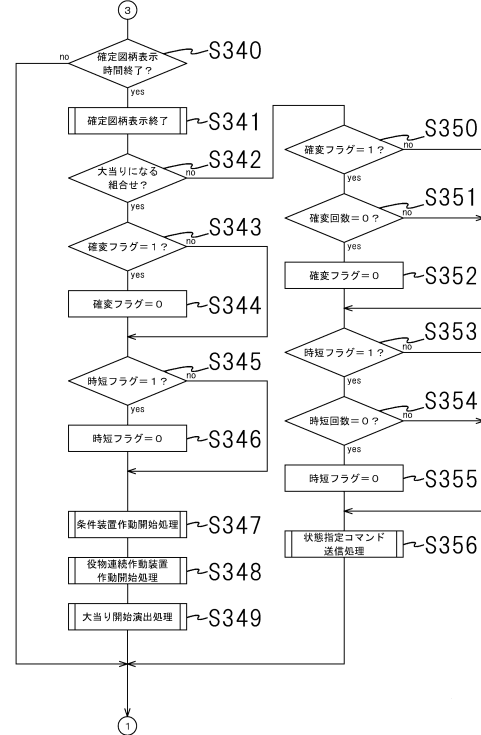 3
確定図柄表示
時間終了？
S340
no
yes
確定図柄表示終了
S341
大当りになる
組合せ？
S342
no
yes
確変フラグ＝１？
S343
no
yes
確変フラグ＝０
S344
時短フラグ＝１？
S345
no
yes
時短フラグ＝０
S346
条件装置作動開始処理
S347
役物連続作動装置
作動開始処理
S348
大当り開始演出処理
S349
確変フラグ＝１？
S350
no
yes
確変回数＝０？
S351
no
yes
確変フラグ＝０
S352
時短フラグ＝１？
S353
no
yes
時短回数＝０？
S354
no
yes
時短フラグ＝０
S355
状態指定コマンド
送信処理
S356
1